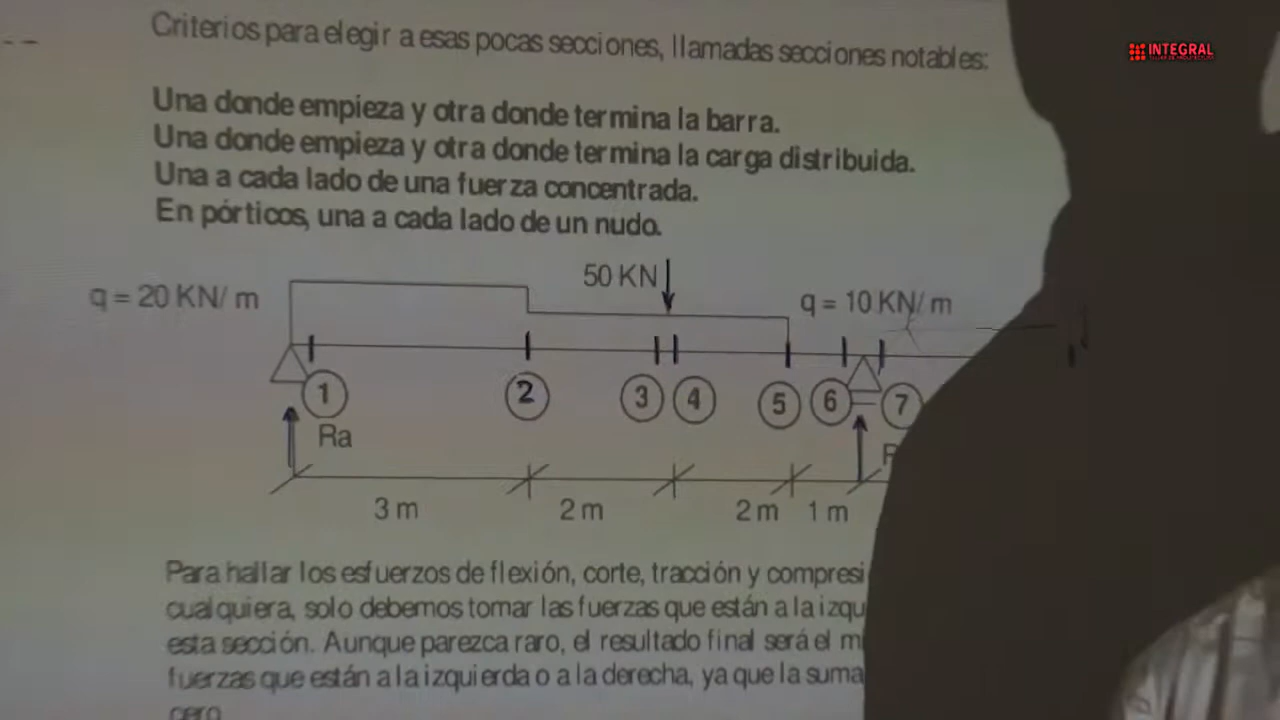 INTEGRAL
Criterios para elegir a esas pocas secciones, llamadas secciones notables:
Una donde empieza y otra donde termina la barra.
Una donde empieza y otra donde termina la carga distribuida.
Una a cada lado de una fuerza concentrada.
En pórticos, una a cada lado de un nudo.
50 KN
q = 20 KN/m
q = 10 KN/m
1 2 3 4 5 6 7
Ra
3 m 2 m 2 m 1 m
Para hallar los esfuerzos de flexión, corte, tracción y compresi
cualquiera, solo debemos tomar las fuerzas que están a la izqu
esta sección. Aunque parezca raro, el resultado final será el m
fuerzas que están a la izquierda o a la derecha, ya que la suma
cero